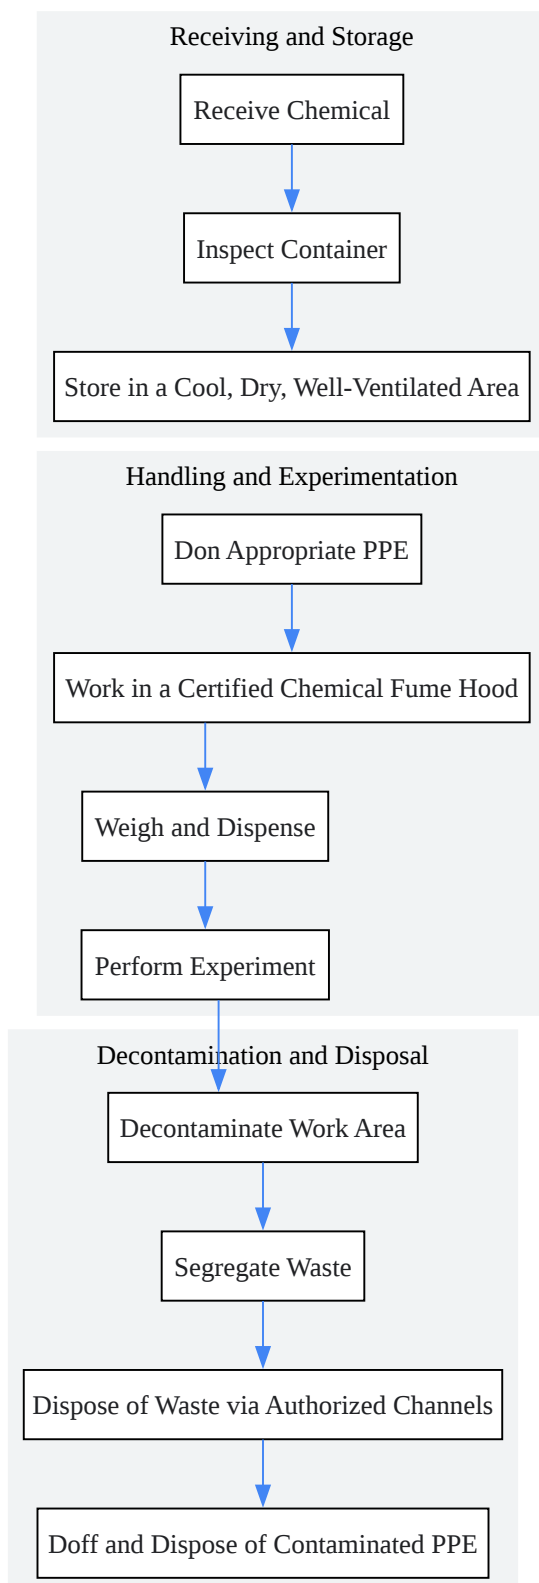 Receiving and Storage
Receive Chemical
Inspect Container
Store in a Cool, Dry, Well-Ventilated Area
Handling and Experimentation
Don Appropriate PPE
Work in a Certified Chemical Fume Hood
Weigh and Dispense
Perform Experiment
Decontamination and Disposal
Decontaminate Work Area
Segregate Waste
Dispose of Waste via Authorized Channels
Doff and Dispose of Contaminated PPE